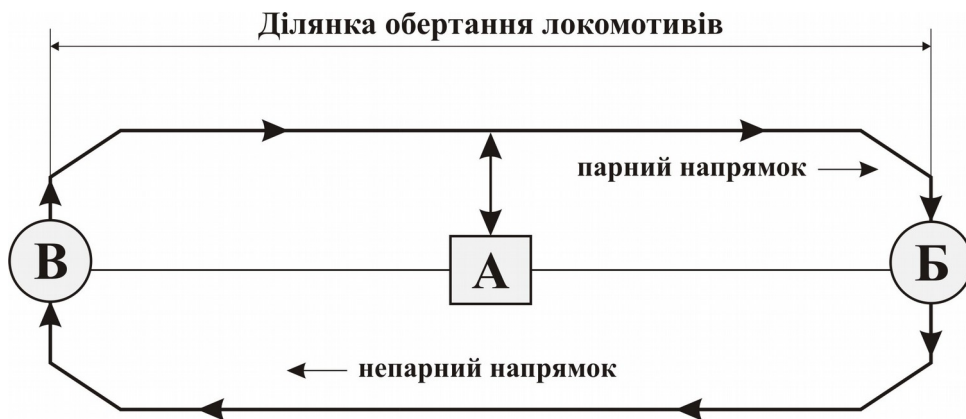 Ділянка обертання локомотивів
парний напрямок
В
А
Б
непарний напрямок